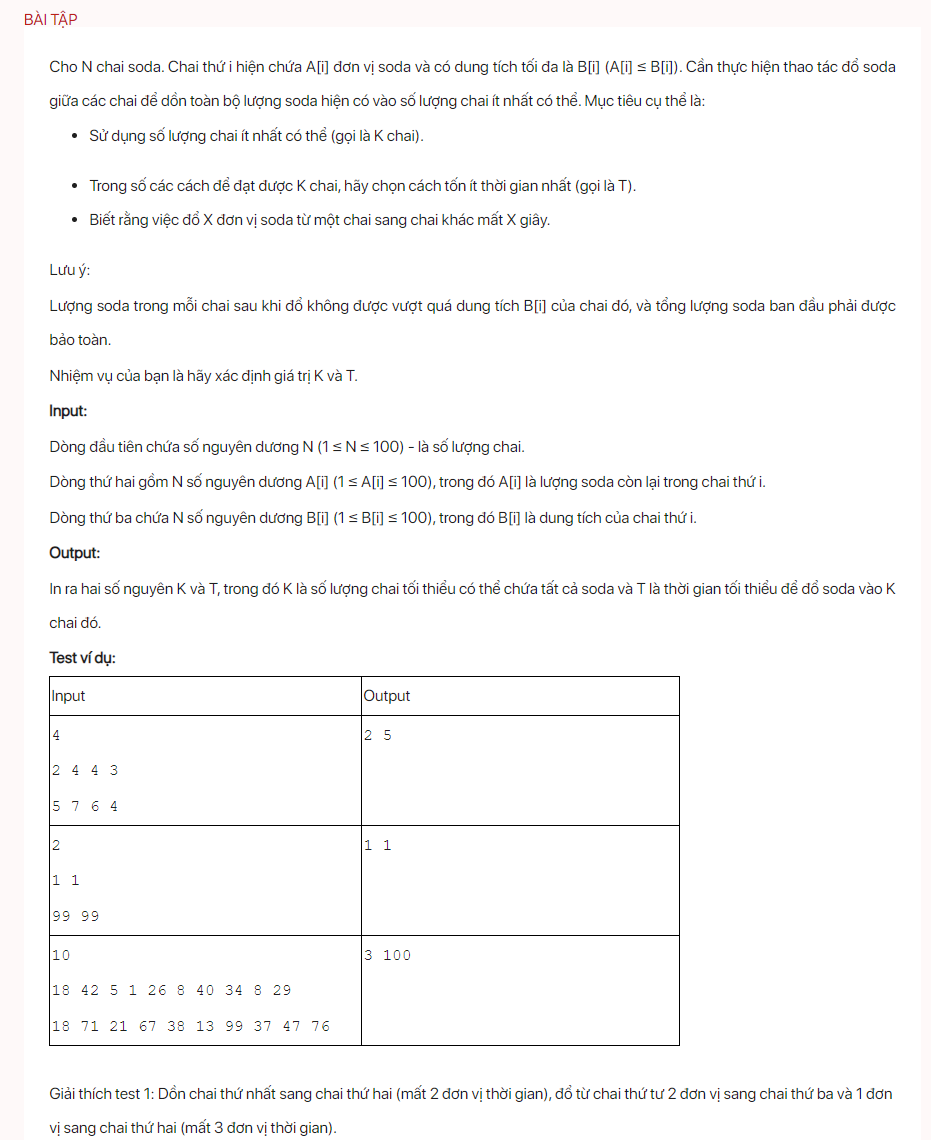 BÀI TẬP
Cho N chai soda. Chai thứ i hiện chứa A[i] đơn vị soda và có dung tích tối đa là B[i] (A[i] ≤ B[i]). Cần thực hiện thao tác đổ soda
giữa các chai để dồn toàn bộ lượng soda hiện có vào số lượng chai ít nhất có thể. Mục tiêu cụ thể là:
• Sử dụng số lượng chai ít nhất có thể (gọi là K chai).
• Trong số các cách để đạt được K chai, hãy chọn cách tốn ít thời gian nhất (gọi là T).
• Biết rằng việc đổ X đơn vị soda từ một chai sang chai khác mất X giây.
Lưu ý:
Lượng soda trong mỗi chai sau khi đổ không được vượt quá dung tích B[i] của chai đó, và tổng lượng soda ban đầu phải được
bảo toàn.
Nhiệm vụ của bạn là hãy xác định giá trị K và T.
Input:
Dòng đầu tiên chứa số nguyên dương N (1 ≤ N ≤ 100) – là số lượng chai.
Dòng thứ hai gồm N số nguyên dương A[i] (1 ≤ A[i] ≤ 100), trong đó A[i] là lượng soda còn lại trong chai thứ i.
Dòng thứ ba chứa N số nguyên dương B[i] (1 ≤ B[i] ≤ 100), trong đó B[i] là dung tích của chai thứ i.
Output:
In ra hai số nguyên K và T, trong đó K là số lượng chai tối thiểu có thể chứa tất cả soda và T là thời gian tối thiểu để đổ soda vào K
chai đó.
Test ví dụ:
Input Output
4 2 5
2 4 4 3
5 7 6 4
2 1 1
1 1
99 99
10 3 100
18 42 5 1 26 8 40 34 8 29
18 71 21 67 38 13 99 37 47 76
Giải thích test 1: Dồn chai thứ nhất sang chai thứ hai (mất 2 đơn vị thời gian), đổ từ chai thứ tư 2 đơn vị sang chai thứ ba và 1 đơn
vị sang chai thứ hai (mất 3 đơn vị thời gian).